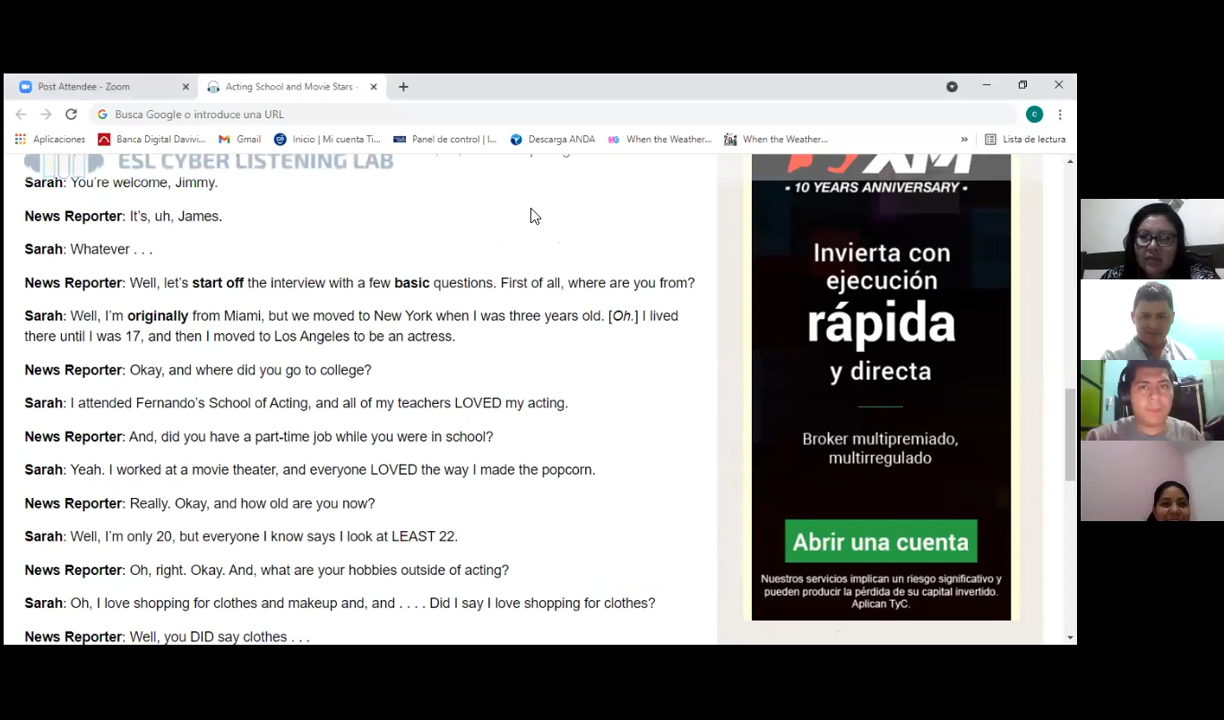 Post Attendee - Zoom
Acting School and Movie Stars -
Busca Google o introduce una URL
c
Aplicaciones
Banca Digital Davivi...
Gmail
Inicio | Mi cuenta Ti...
Panel de control | I...
Descarga ANDA
When the Weather...
When the Weather...
»
Lista de lectura
ESL CYBER LISTENING LAB
Sarah: You're welcome, Jimmy.
News Reporter: It's, uh, James.
Sarah: Whatever . . .
News Reporter: Well, let's start off the interview with a few basic questions. First of all, where are you from?
Sarah: Well, I'm originally from Miami, but we moved to New York when I was three years old. [Oh.] I lived
there until I was 17, and then I moved to Los Angeles to be an actress.
News Reporter: Okay, and where did you go to college?
Sarah: I attended Fernando's School of Acting, and all of my teachers LOVED my acting.
News Reporter: And, did you have a part-time job while you were in school?
Sarah: Yeah. I worked at a movie theater, and everyone LOVED the way I made the popcorn.
News Reporter: Really. Okay, and how old are you now?
Sarah: Well, I'm only 20, but everyone I know says I look at LEAST 22.
News Reporter: Oh, right. Okay. And, what are your hobbies outside of acting?
Sarah: Oh, I love shopping for clothes and makeup and, and . . . . Did I say I love shopping for clothes?
News Reporter: Well, you DID say clothes . . .
XM
- 10 YEARS ANNIVERSARY -
Invierta con
ejecución
rápida
y directa
Broker multipremiado,
multirregulado
Abrir una cuenta
Nuestros servicios implican un riesgo significativo y
pueden producir la pérdida de su capital invertido.
Aplican TyC.